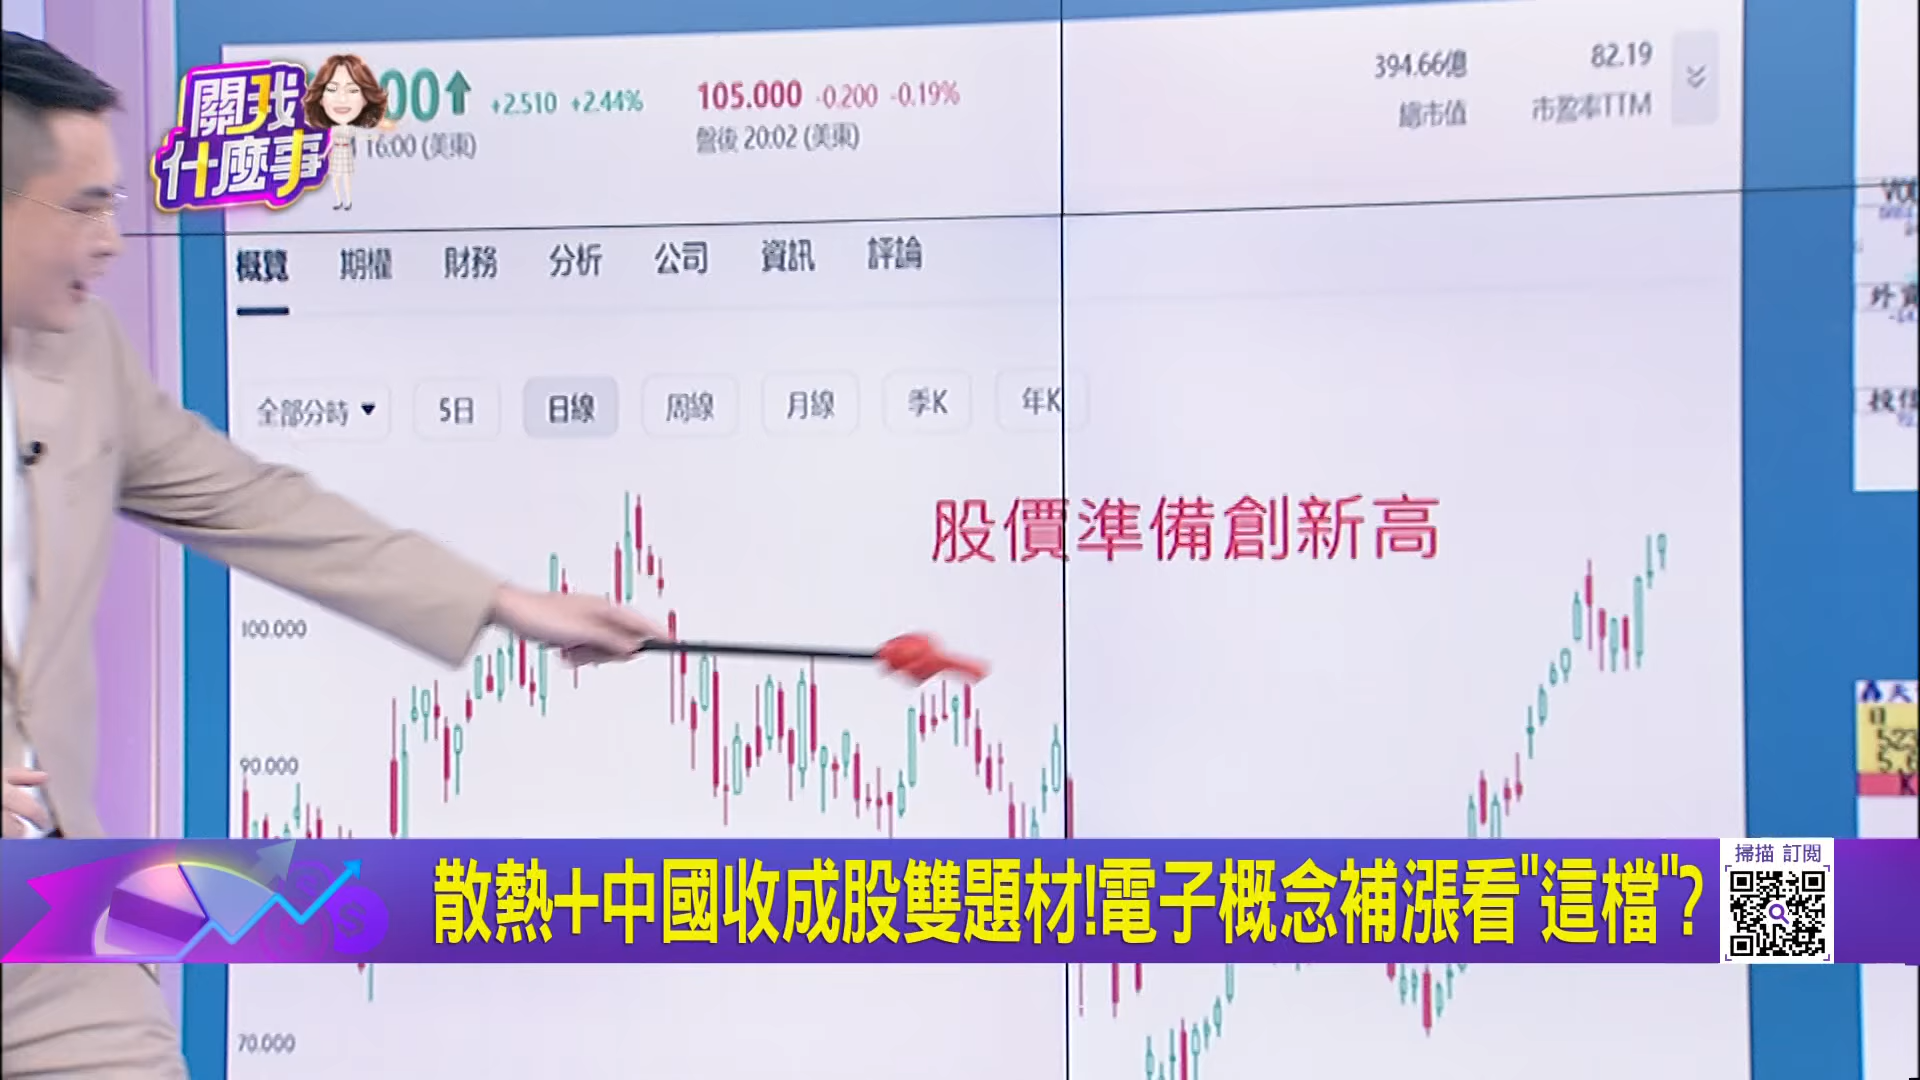 關我
什麼事
00↑ +2.510 +2.44%
16:00 (美東)
105.000 -0.200 -0.19%
盤後 20:02 (美東)
394.66億
總市值
82.19
市盈率TTM
概覽 期權 財務 分析 公司 資訊 評論
全部分時 5日 日線 周線 月線 季K 年K
股價準備創新高
100.000
90.000
70.000
散熱+中國收成股雙題材!電子概念補漲看"這檔"?
掃描 訂閱